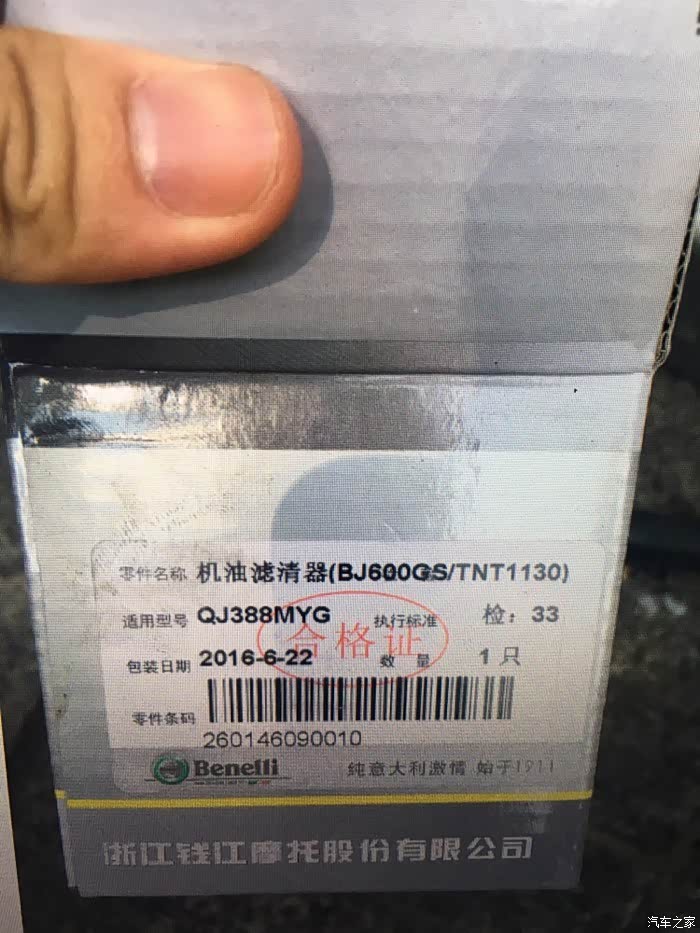 零件名称 机油滤清器(BJ600GS/TNT1130)
适用型号 QJ388MYG 执行标准 检：33
合格证
包装日期 2016-6-22 数 量 1 只
零件条码
260146090010
Benelli 纯意大利激情 始于1911
浙江钱江摩托股份有限公司
汽车之家